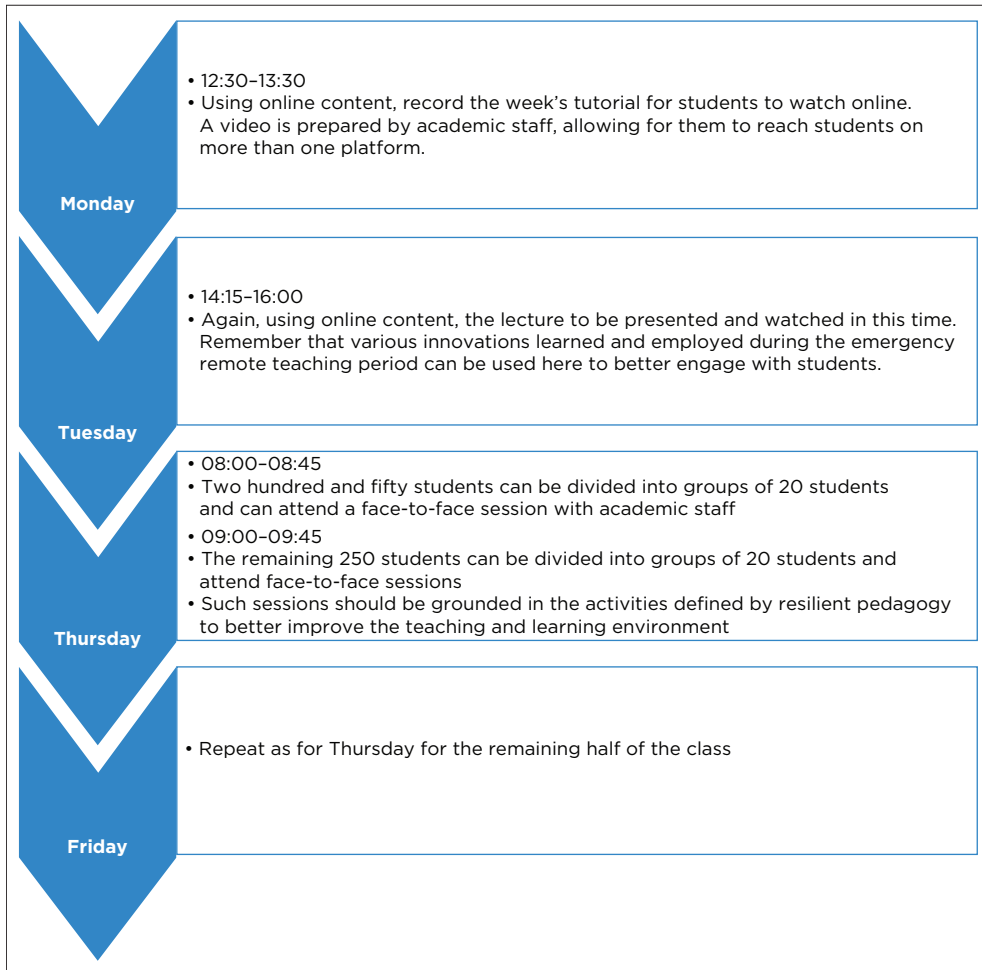 • 12:30–13:30
• Using online content, record the week's tutorial for students to watch online.
A video is prepared by academic staff, allowing for them to reach students on
more than one platform.
Monday
• 14:15–16:00
• Again, using online content, the lecture to be presented and watched in this time.
Remember that various innovations learned and employed during the emergency
remote teaching period can be used here to better engage with students.
Tuesday
• 08:00–08:45
• Two hundred and fifty students can be divided into groups of 20 students
and can attend a face-to-face session with academic staff
• 09:00–09:45
• The remaining 250 students can be divided into groups of 20 students and
attend face-to-face sessions
• Such sessions should be grounded in the activities defined by resilient pedagogy
to better improve the teaching and learning environment
Thursday
• Repeat as for Thursday for the remaining half of the class
Friday